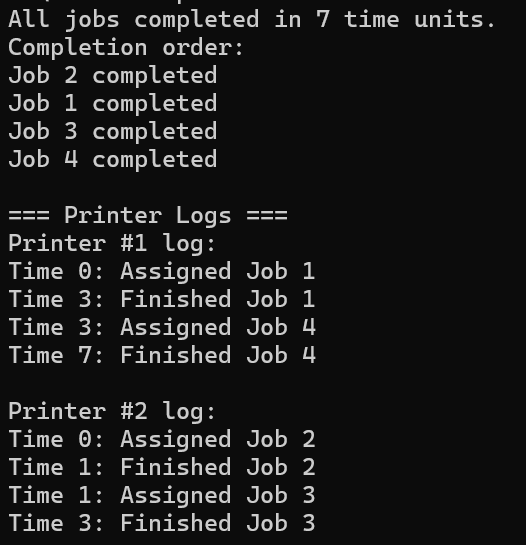 All jobs completed in 7 time units.
Completion order:
Job 2 completed
Job 1 completed
Job 3 completed
Job 4 completed
=== Printer Logs ===
Printer #1 log:
Time 0: Assigned Job 1
Time 3: Finished Job 1
Time 3: Assigned Job 4
Time 7: Finished Job 4
Printer #2 log:
Time 0: Assigned Job 2
Time 1: Finished Job 2
Time 1: Assigned Job 3
Time 3: Finished Job 3